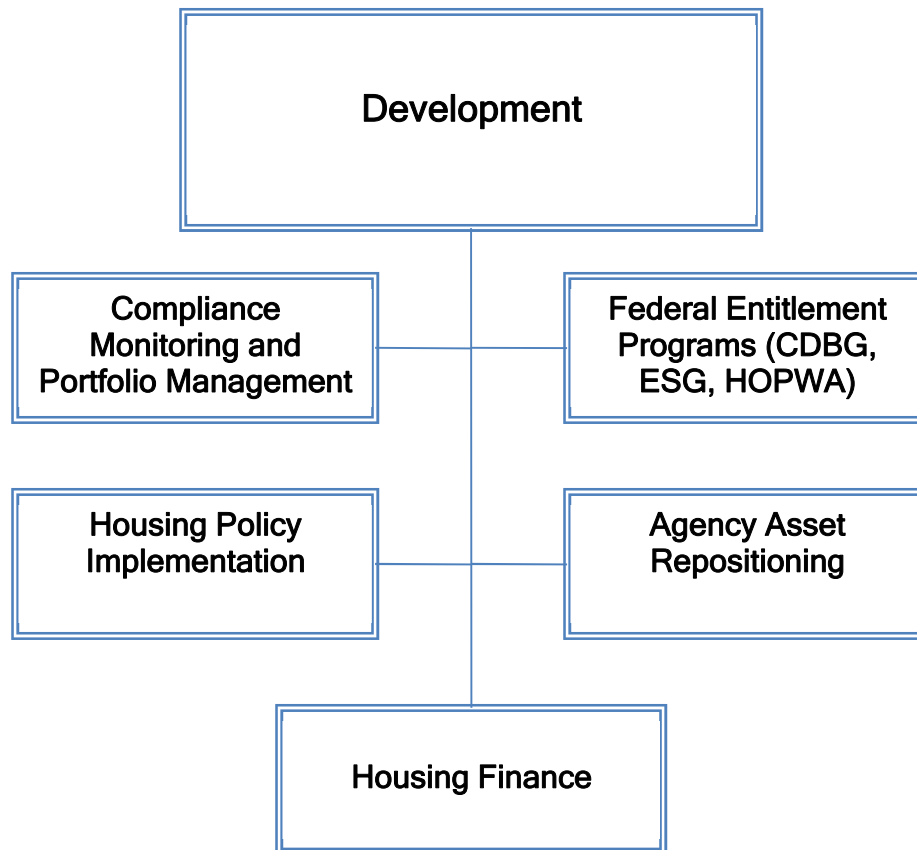 Development
Compliance
Monitoring and
Portfolio Management
Federal Entitlement
Programs (CDBG,
ESG, HOPWA)
Housing Policy
Implementation
Agency Asset
Repositioning
Housing Finance